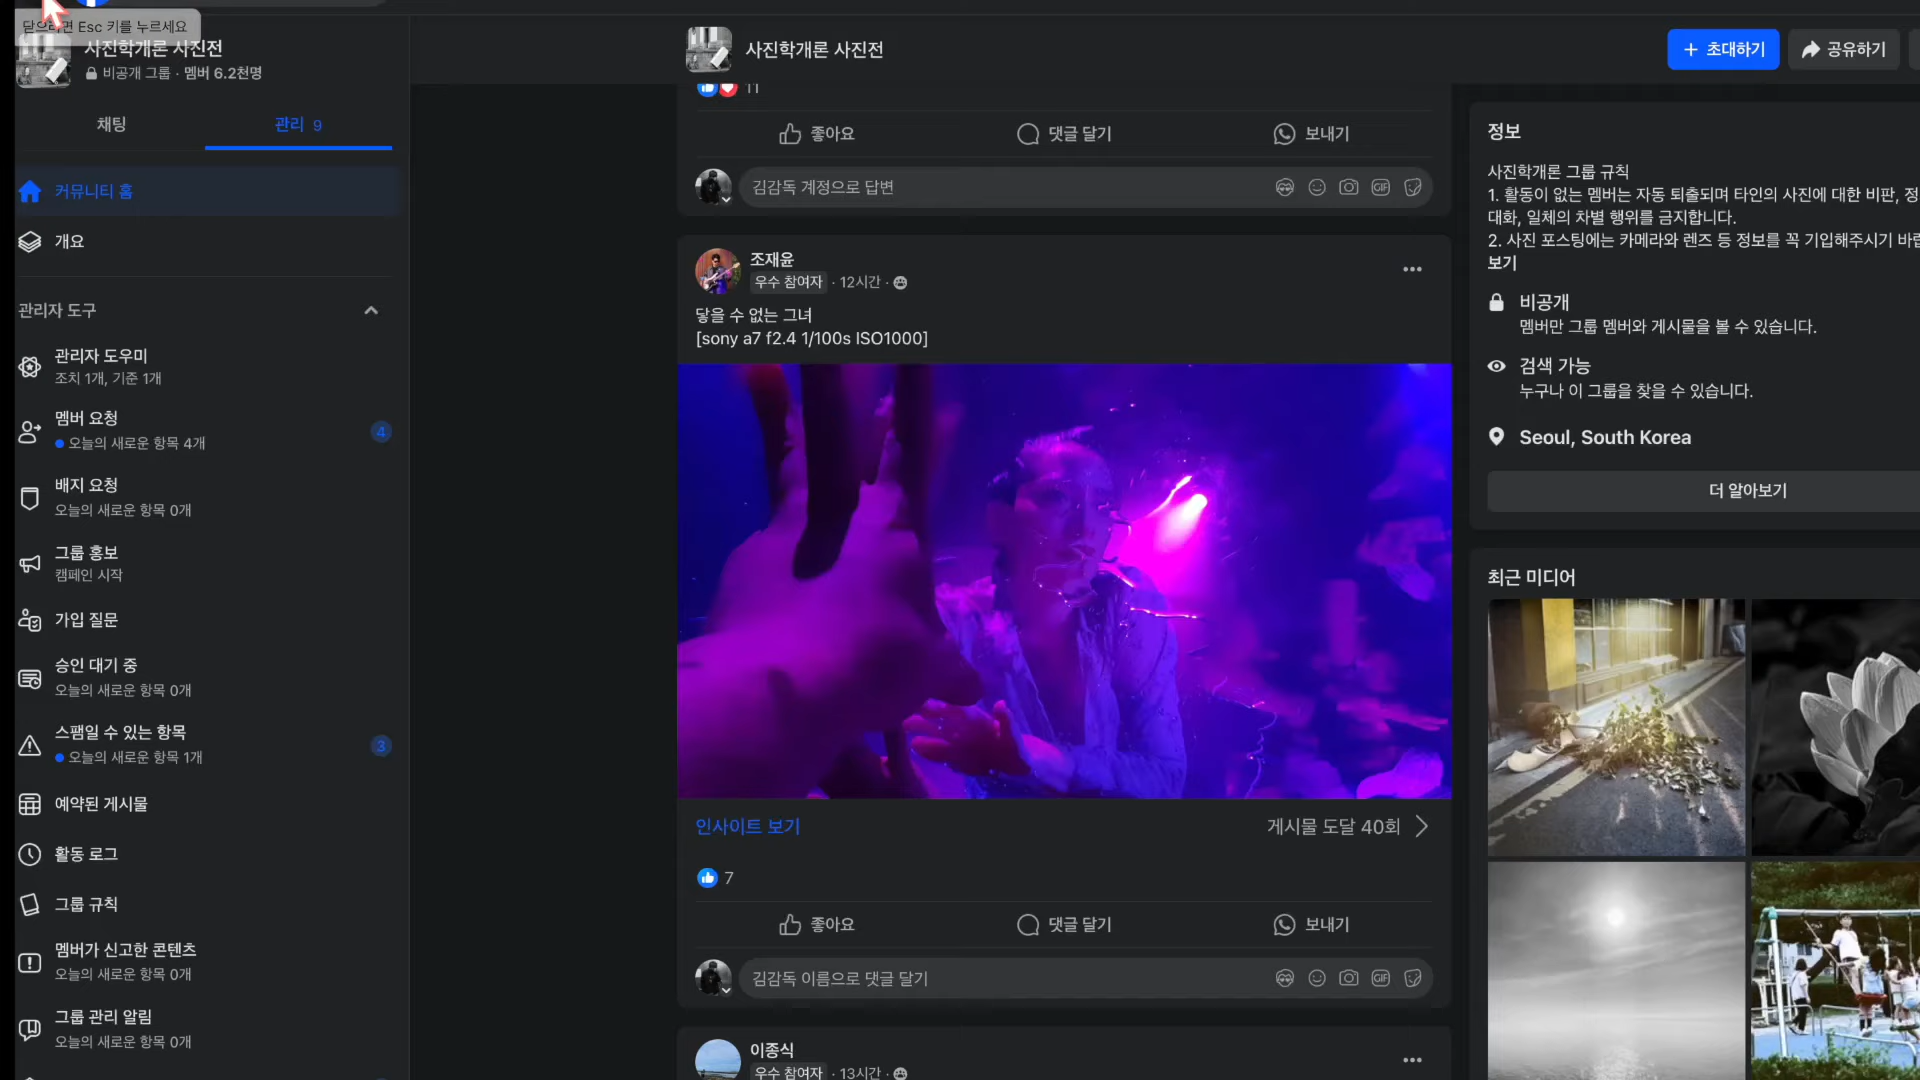 닫으려면 Esc 키를 누르세요
사진학개론 사진전
비공개 그룹 · 멤버 6.2천명
채팅
관리 9
커뮤니티 홈
개요
관리자 도구
관리자 도우미
조치 1개, 기준 1개
멤버 요청
오늘의 새로운 항목 4개
4
배지 요청
오늘의 새로운 항목 0개
그룹 홍보
캠페인 시작
가입 질문
승인 대기 중
오늘의 새로운 항목 0개
스팸일 수 있는 항목
오늘의 새로운 항목 1개
3
예약된 게시물
활동 로그
그룹 규칙
멤버가 신고한 콘텐츠
오늘의 새로운 항목 0개
그룹 관리 알림
오늘의 새로운 항목 0개
사진학개론 사진전
+ 초대하기
공유하기
11
좋아요
댓글 달기
보내기
김감독 계정으로 답변
GIF
조재윤
우수 참여자 · 12시간 ·
닿을 수 없는 그녀
[sony a7 f2.4 1/100s ISO1000]
인사이트 보기
게시물 도달 40회
7
좋아요
댓글 달기
보내기
김감독 이름으로 댓글 달기
GIF
이종식
우수 참여자 · 13시간 ·
정보
사진학개론 그룹 규칙
1. 활동이 없는 멤버는 자동 퇴출되며 타인의 사진에 대한 비판, 정
대화, 일체의 차별 행위를 금지합니다.
2. 사진 포스팅에는 카메라와 렌즈 등 정보를 꼭 기입해주시기 바랍
보기
비공개
멤버만 그룹 멤버와 게시물을 볼 수 있습니다.
검색 가능
누구나 이 그룹을 찾을 수 있습니다.
Seoul, South Korea
더 알아보기
최근 미디어